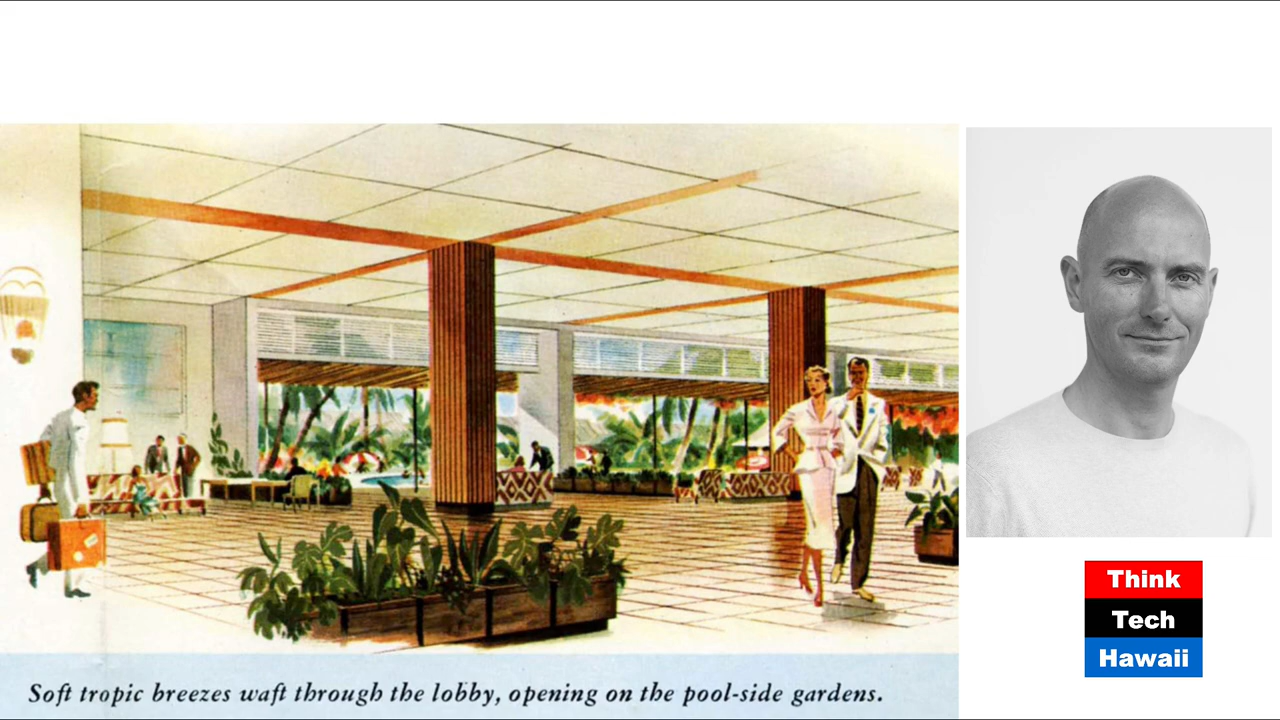 Soft tropic breezes waft through the lobby, opening on the pool-side gardens.
Think
Tech
Hawaii